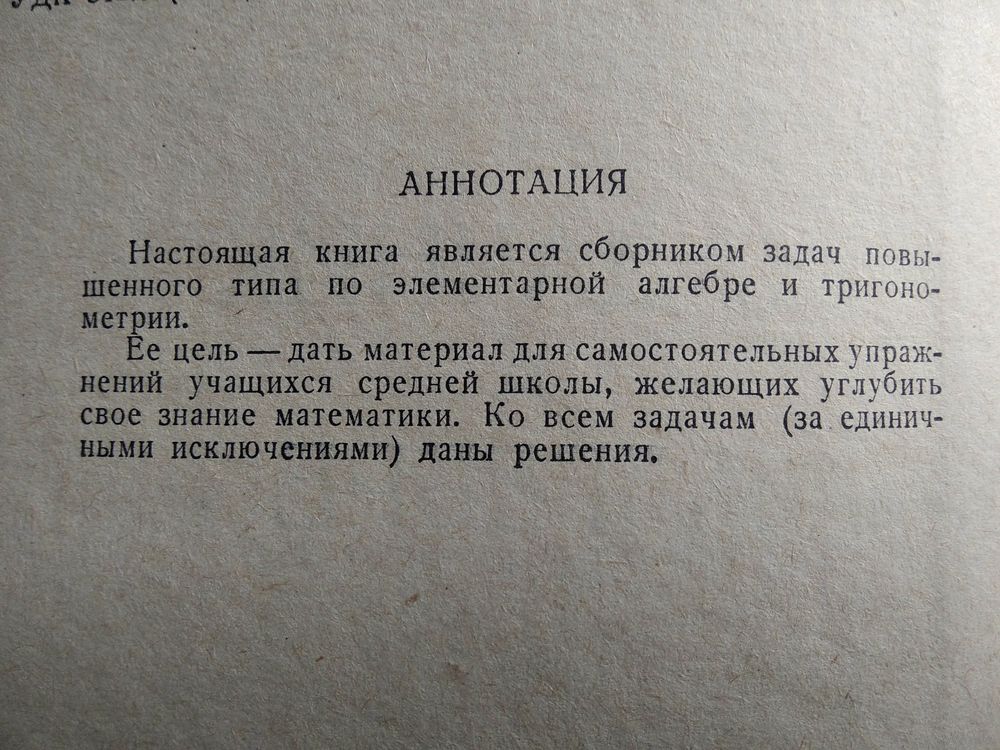 АННОТАЦИЯ
Настоящая книга является сборником задач повы-
шенного типа по элементарной алгебре и тригоно-
метрии.
Ее цель — дать материал для самостоятельных упраж-
нений учащихся средней школы, желающих углубить
свое знание математики. Ко всем задачам (за единич-
ными исключениями) даны решения.